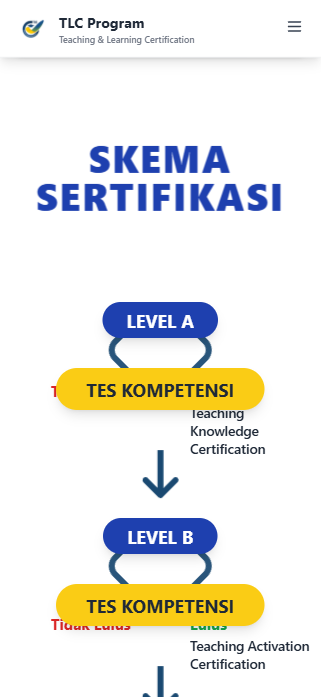 TLC Program
Teaching & Learning Certification
SKEMA
SERTIFIKASI
LEVEL A
TES KOMPETENSI
Teaching
Knowledge
Certification
LEVEL B
TES KOMPETENSI
Tidak Lulus
Lulus
Teaching Activation
Certification